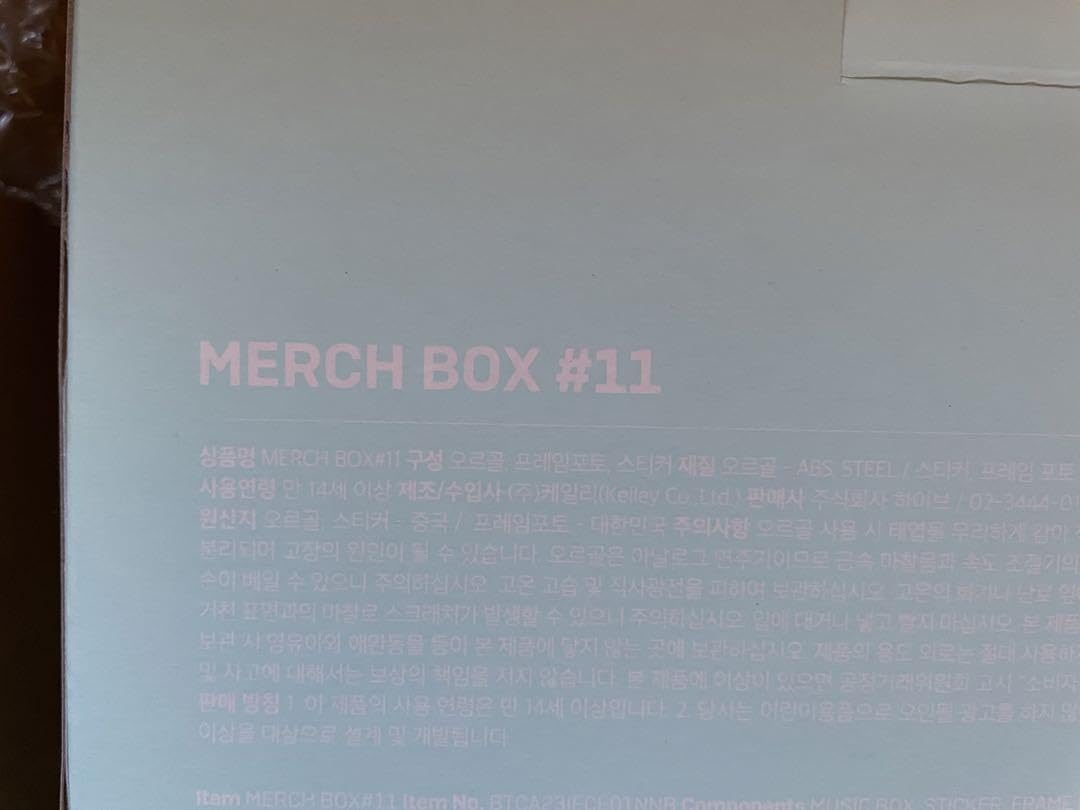 MERCH BOX #11
상품명 MERCH BOX#11 구성 오르골, 프레임포토, 스티커 재질 오르골 - ABS STEEL / 스티커, 프레임 포토
사용연령 만 14세 이상 제조/수입사 (주)케일리(Keiley Co.,Ltd.) 판매사 주식회사 하이브 / 02-3444-01
원산지 오르골, 스티커 - 중국 / 프레임포토 - 대한민국 주의사항 오르골 사용 시 태엽을 무리하게 감아
분리되며 고장의 원인이 될 수 있습니다. 오르골은 아날로그 연주기이므로 금속 마찰음과 속도 조절기의
손이 베일 수 있으니 주의하십시오. 고온 고습 및 직사광선을 피하여 보관하십시오. 고온의 화기나 난로
거친 표면과의 마찰로 스크래치가 발생할 수 있으니 주의하십시오. 입에 대거나 넣고 빨지 마십시오. 본 제품
보관 시 영유아와 애완동물 등이 본 제품에 닿지 않는 곳에 보관하십시오. 제품의 용도 외로는 절대 사용하지
및 사고에 대해서는 보상의 책임을 지지 않습니다. 본 제품에 이상이 있으면 공정거래위원회 고시 "소비자
판매 방침 1. 이 제품의 사용 연령은 만 14세 이상입니다. 2. 당사는 어린이용품으로 오인될 광고를 하지 않
이상을 대상으로 설계 및 개발됩니다.
Item MERCH BOX#11 Item No. Components MUSIC BOX, STICKER, FRAME